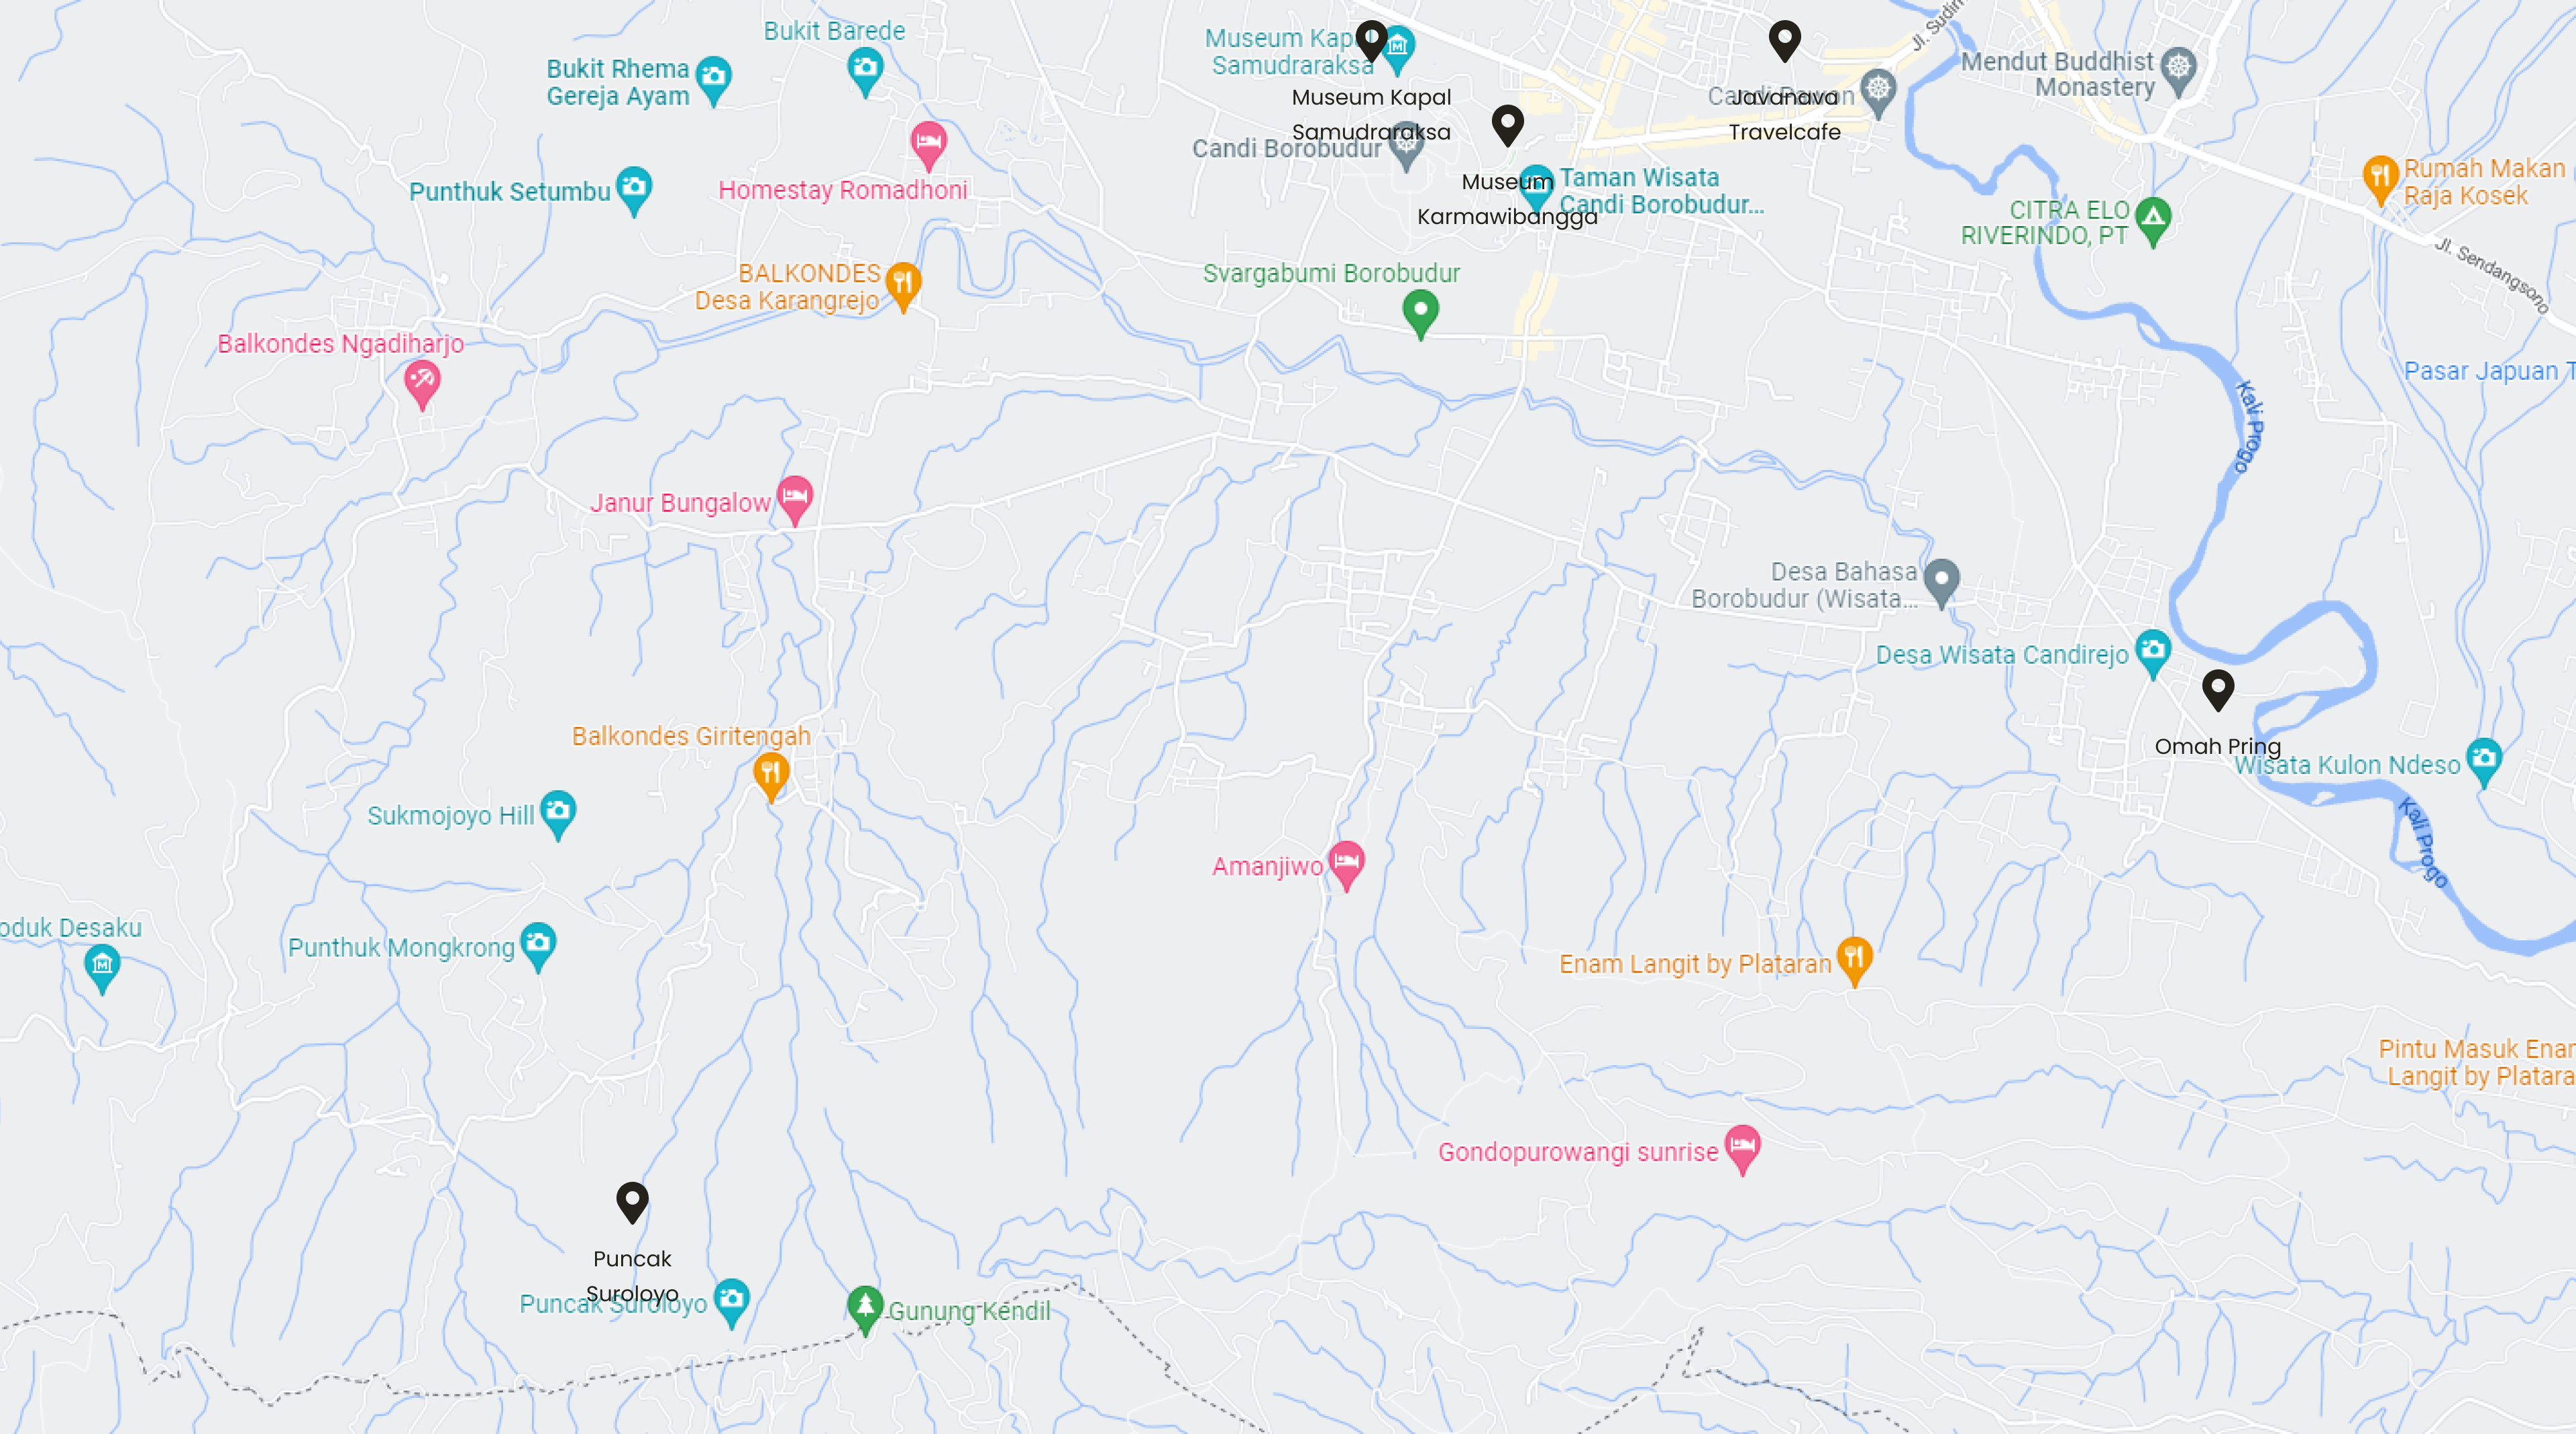 Bukit Barede
Bukit Rhema
Gereja Ayam
Museum Kapal
Samudraraksa
Museum Kapal
Samudraraksa
Candi Borobudur
Jl. Sudir
Candi Pawon
Javanava
Travelcafe
Mendut Buddhist
Monastery
Punthuk Setumbu
Homestay Romadhoni
Museum
Karmawibangga
Taman Wisata
Candi Borobudur...
Rumah Makan
Raja Kosek
CITRA ELO
RIVERINDO, PT
Jl. Sendangsono
BALKONDES
Desa Karangrejo
Svargabumi Borobudur
Balkondes Ngadiharjo
Pasar Japuan T
Kali Progo
Janur Bungalow
Desa Bahasa
Borobudur (Wisata...
Desa Wisata Candirejo
Omah Pring
Wisata Kulon Ndeso
Balkondes Giritengah
Sukmojoyo Hill
Kali Progo
Amanjiwo
oduk Desaku
Punthuk Mongkrong
Enam Langit by Plataran
Pintu Masuk Enam
Langit by Platara
Gondopurowangi sunrise
Puncak
Suroloyo
Puncak Suroloyo
Gunung Kendil